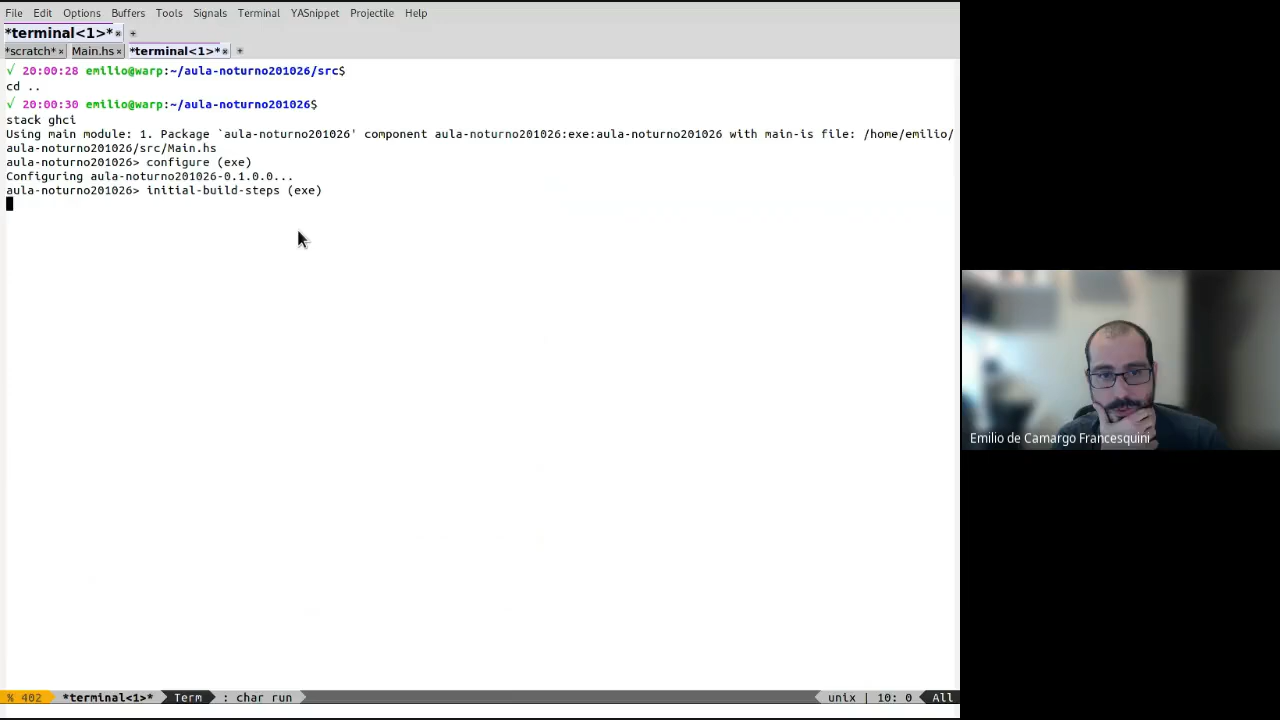 File Edit Options Buffers Tools Signals Terminal YASnippet Projectile Help
*terminal<1>*
*scratch* Main.hs *terminal<1>*
√ 20:00:28 emilio@warp:~/aula-noturno201026/src$
cd ..
√ 20:00:30 emilio@warp:~/aula-noturno201026$
stack ghci
Using main module: 1. Package `aula-noturno201026' component aula-noturno201026:exe:aula-noturno201026 with main-is file: /home/emilio/
aula-noturno201026/src/Main.hs
aula-noturno201026> configure (exe)
Configuring aula-noturno201026-0.1.0.0...
aula-noturno201026> initial-build-steps (exe)
Emilio de Camargo Francesquini
% 402 *terminal<1>* Term : char run unix | 10: 0 All